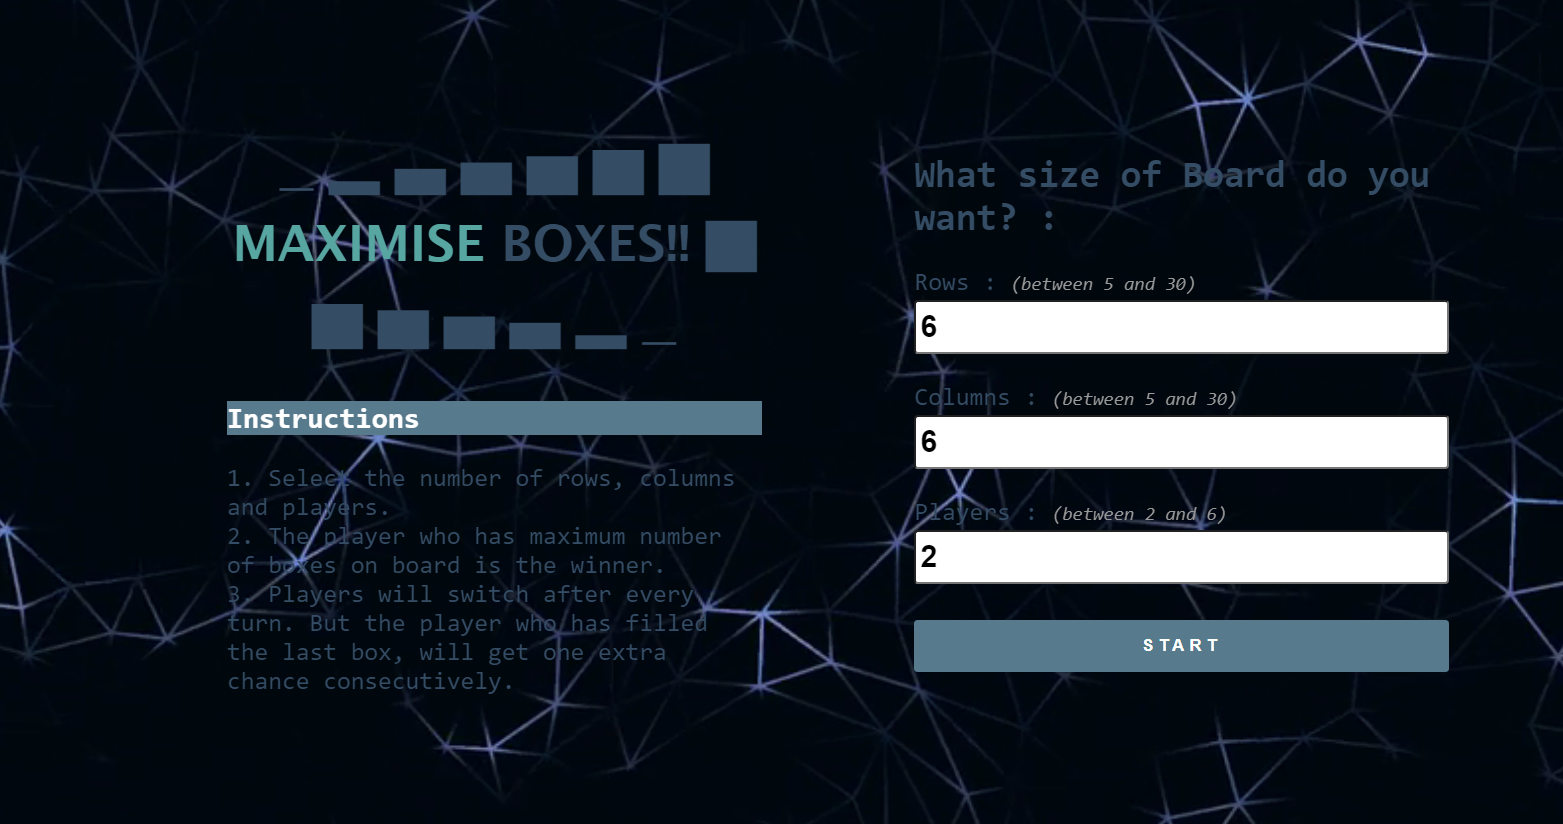 ▁ ▂ ▄ ▅ ▆ ▇ █
MAXIMISE BOXES!! █
▇ ▆ ▅ ▄ ▂ ▁
Instructions
1. Select the number of rows, columns
and players.
2. The player who has maximum number
of boxes on board is the winner.
3. Players will switch after every
turn. But the player who has filled
the last box, will get one extra
chance consecutively.
What size of Board do you
want? :
Rows : (between 5 and 30)
6
Columns : (between 5 and 30)
6
Players : (between 2 and 6)
2
START